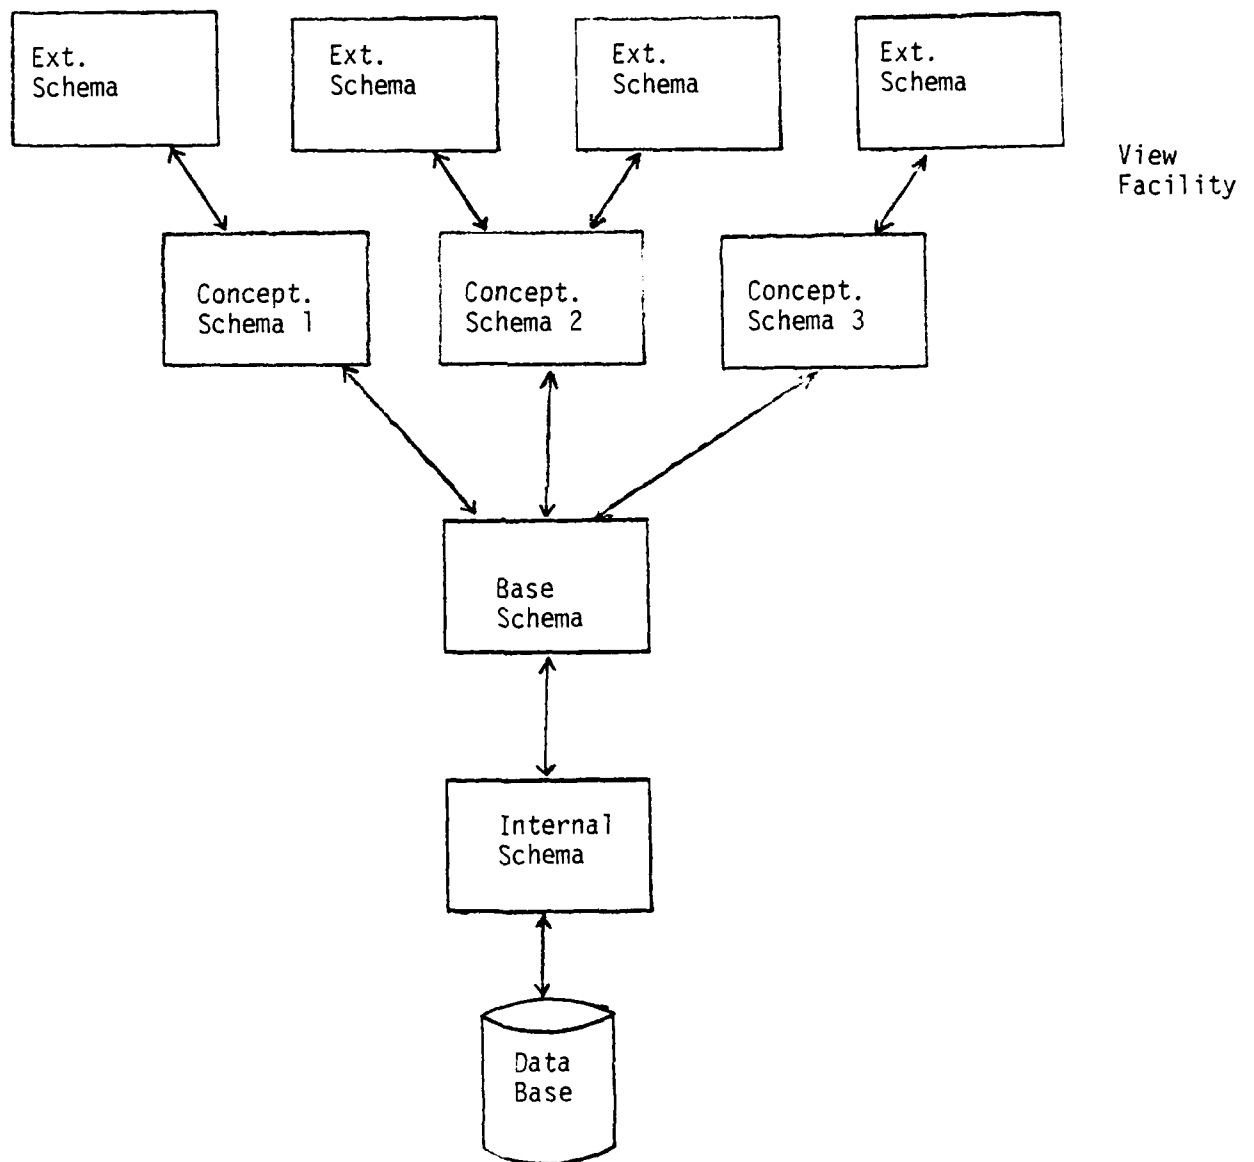 Ext.
Schema
Ext.
Schema
Ext.
Schema
Ext.
Schema
View
Facility
Concept.
Schema 1
Concept.
Schema 2
Concept.
Schema 3
Base
Schema
Internal
Schema
Data
Base